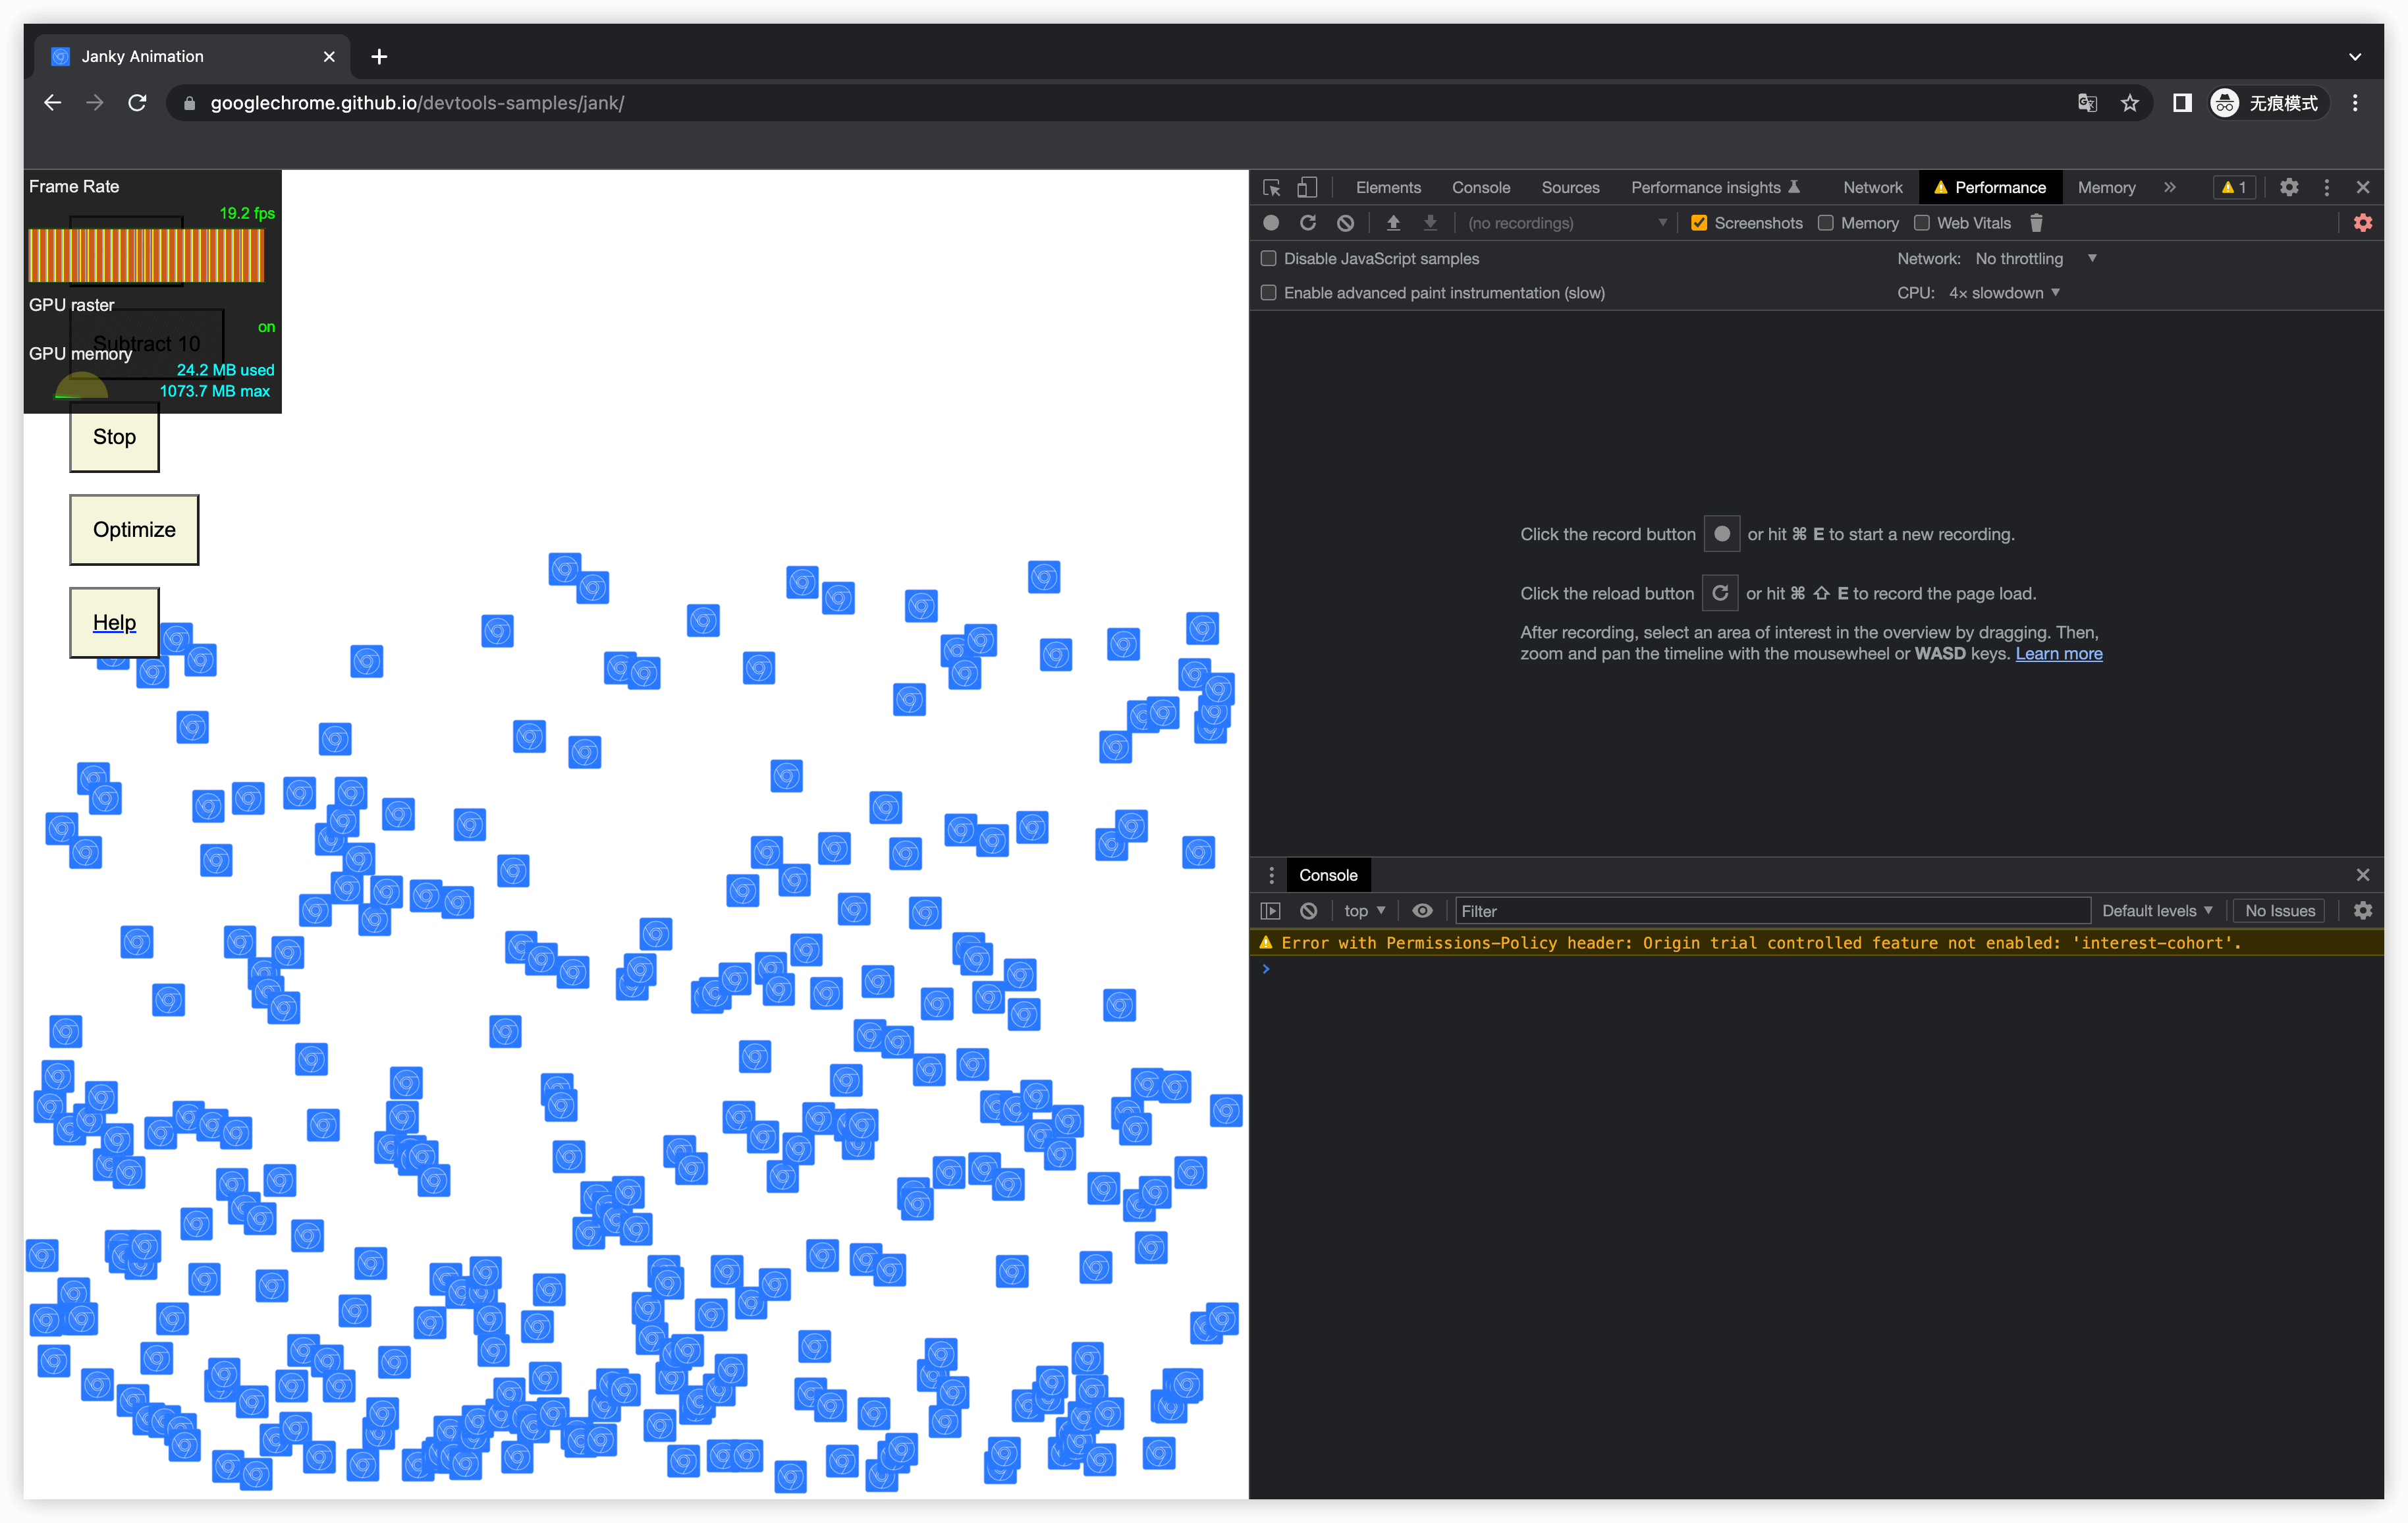 Janky Animation
googlechrome.github.io/devtools-samples/jank/
无痕模式
Frame Rate
19.2 fps
GPU raster
on
Subtract 10
GPU memory
24.2 MB used
1073.7 MB max
Stop
Optimize
Help
Elements Console Sources Performance insights Network Performance Memory 1
(no recordings) Screenshots Memory Web Vitals
Disable JavaScript samples Network: No throttling
Enable advanced paint instrumentation (slow) CPU: 4× slowdown
Click the record button or hit ⌘ E to start a new recording.
Click the reload button or hit ⌘ ⇧ E to record the page load.
After recording, select an area of interest in the overview by dragging. Then,
zoom and pan the timeline with the mousewheel or WASD keys. Learn more
Console
top Filter Default levels No Issues
Error with Permissions-Policy header: Origin trial controlled feature not enabled: 'interest-cohort'.